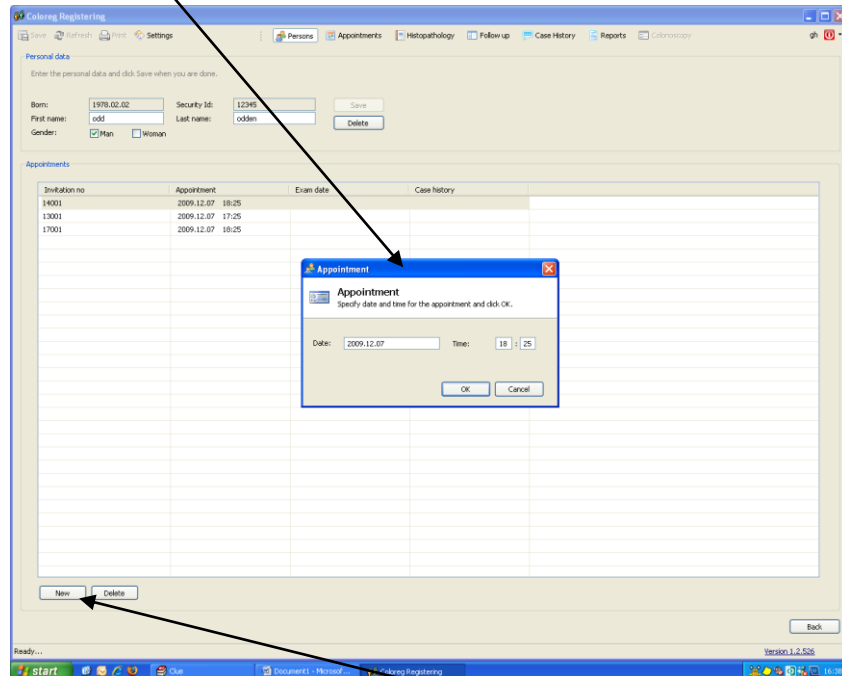 Coloreg Registering
Save Refresh Print Settings Persons Appointments Histopathology Follow up Case History Reports Colonoscopy gh
Personal data
Enter the personal data and click Save when you are done.
Born: 1978.02.02 Security Id: 12345 Save
First name: odd Last name: odden Delete
Gender: Man Woman
Appointments
Invitation no Appointment Exam date Case history
14001 2009.12.07 18:25
13001 2009.12.07 17:25
17001 2009.12.07 18:25
Appointment
Appointment
Specify date and time for the appointment and click OK.
Date: 2009.12.07 Time: 18 : 25
OK Cancel
New Delete
Back
Ready... Version 1.2.526
start Clue Document1 - Microsof... Coloreg Registering